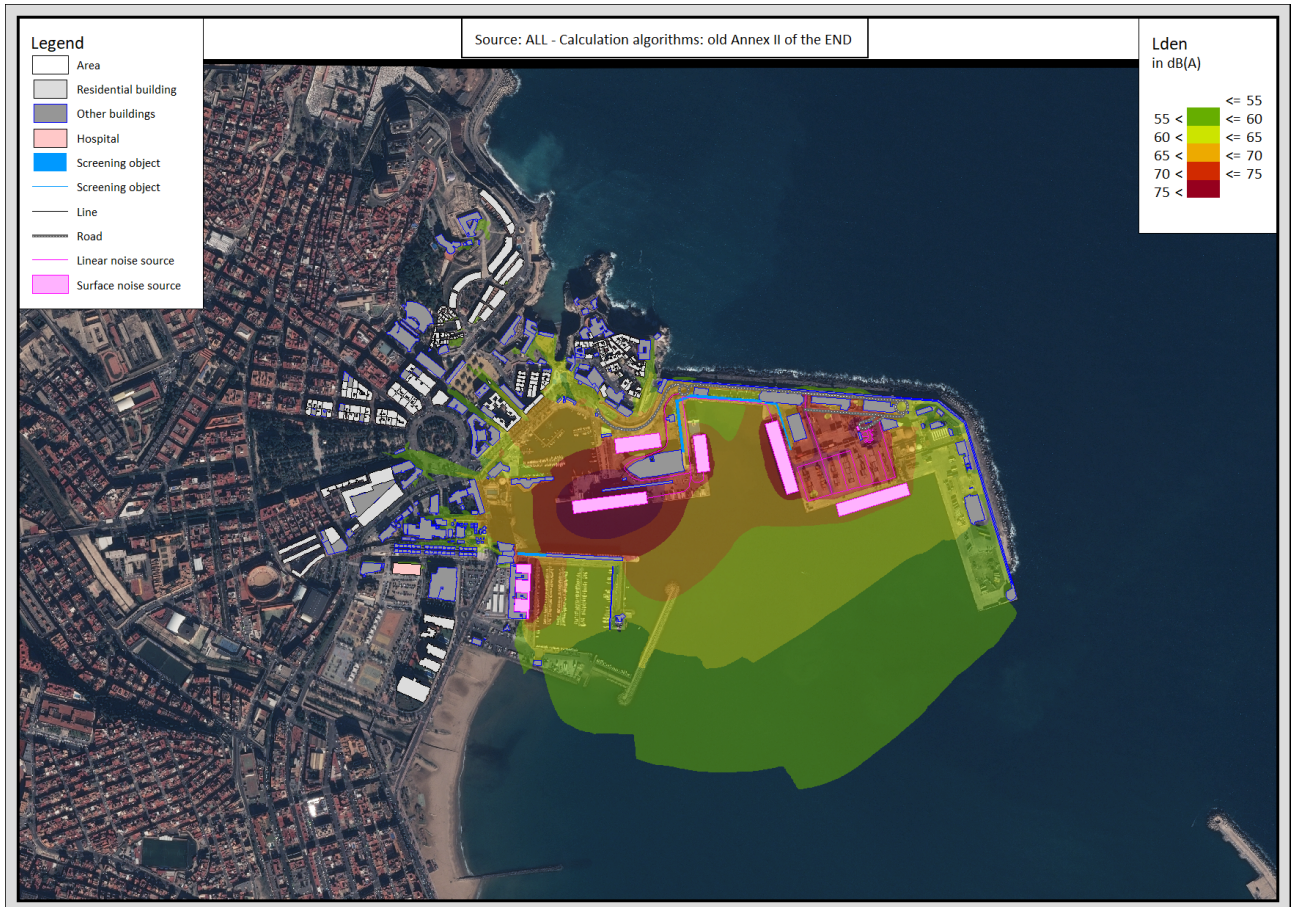 Source: ALL - Calculation algorithms: old Annex II of the END
Legend
Area
Residential building
Other buildings
Hospital
Screening object
Screening object
Line
Road
Linear noise source
Surface noise source
Lden
in dB(A)
<= 55
55 < <= 60
60 < <= 65
65 < <= 70
70 < <= 75
75 <